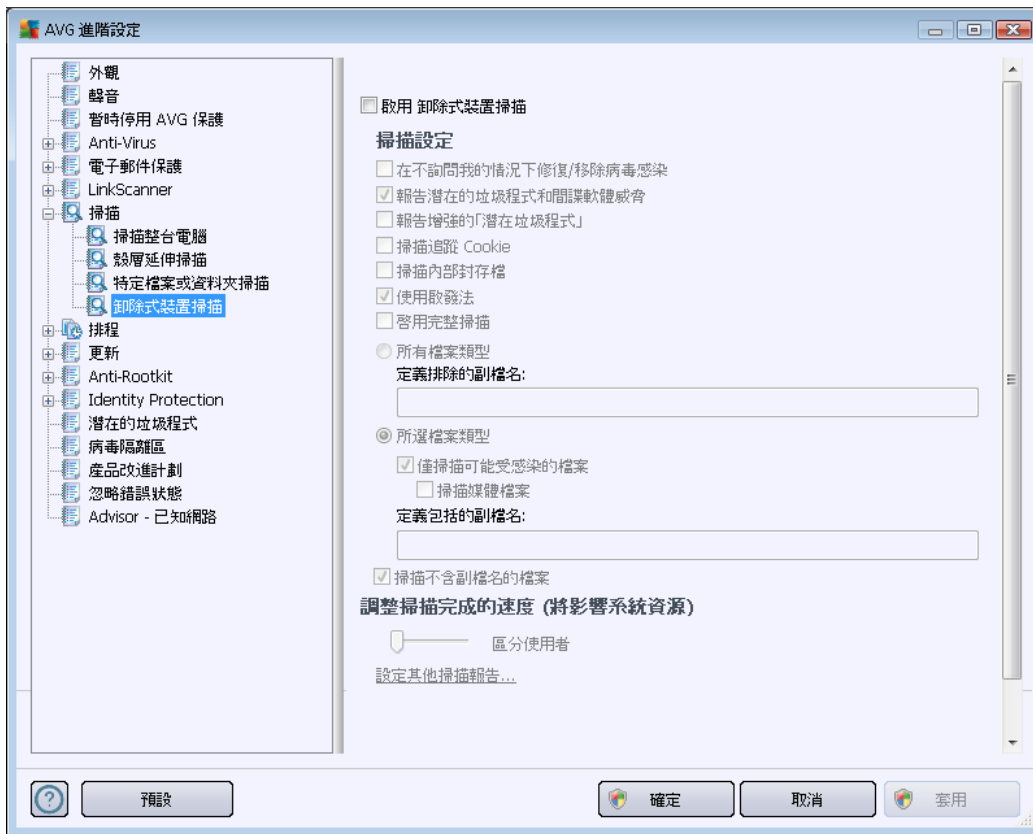 AVG 進階設定
外觀
聲音
暫時停用 AVG 保護
Anti-Virus
電子郵件保護
LinkScanner
掃描
掃描整台電腦
殼層延伸掃描
特定檔案或資料夾掃描
卸除式裝置掃描
排程
更新
Anti-Rootkit
Identity Protection
潛在的垃圾程式
病毒隔離區
產品改進計劃
忽略錯誤狀態
Advisor - 已知網路
啟用 卸除式裝置掃描
掃描設定
在不詢問我的情況下修復/移除病毒感染
報告潛在的垃圾程式和間諜軟體威脅
報告增強的「潛在垃圾程式」
掃描追蹤 Cookie
掃描內部封存檔
使用啟發法
啓用完整掃描
所有檔案類型
定義排除的副檔名:
所選檔案類型
僅掃描可能受感染的檔案
掃描媒體檔案
定義包括的副檔名:
掃描不含副檔名的檔案
調整掃描完成的速度 (將影響系統資源)
區分使用者
設定其他掃描報告...
預設
確定
取消
套用